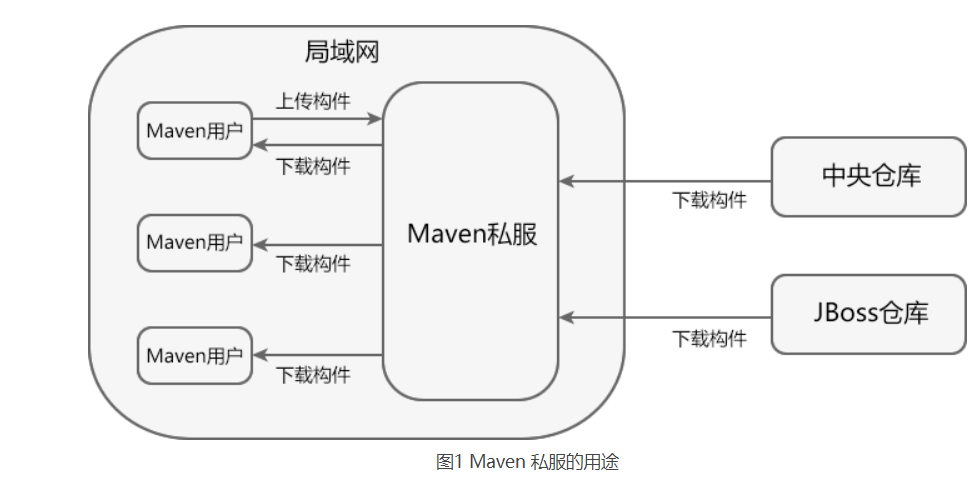 局域网
上传构件
Maven用户
下载构件
Maven用户
下载构件
Maven用户
下载构件
Maven私服
下载构件
中央仓库
下载构件
JBoss仓库
图1 Maven 私服的用途